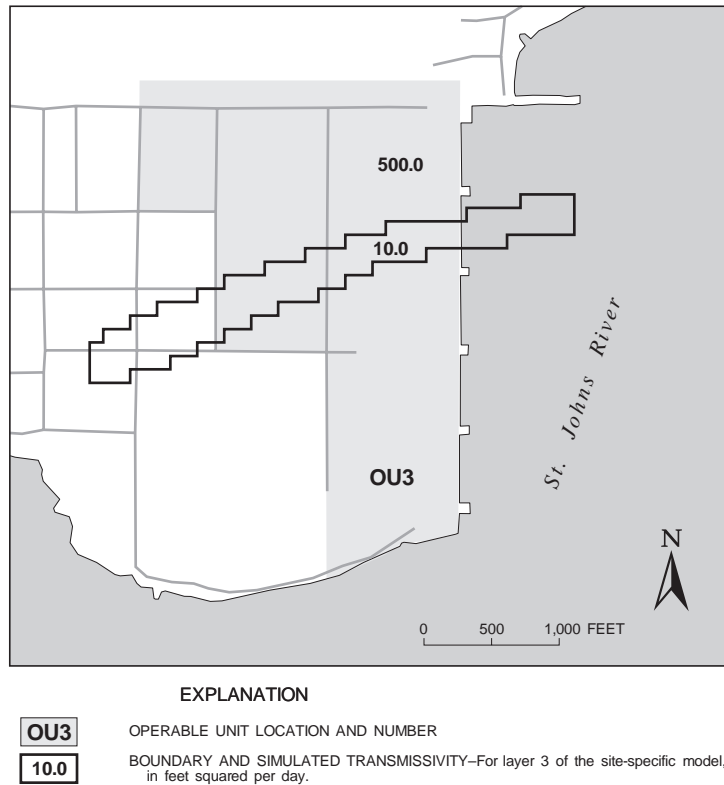 500.0
10.0
St. Johns River
OU3
N
0 500 1,000 FEET
EXPLANATION
OU3 OPERABLE UNIT LOCATION AND NUMBER
10.0 BOUNDARY AND SIMULATED TRANSMISSIVITY–For layer 3 of the site-specific model,
in feet squared per day.